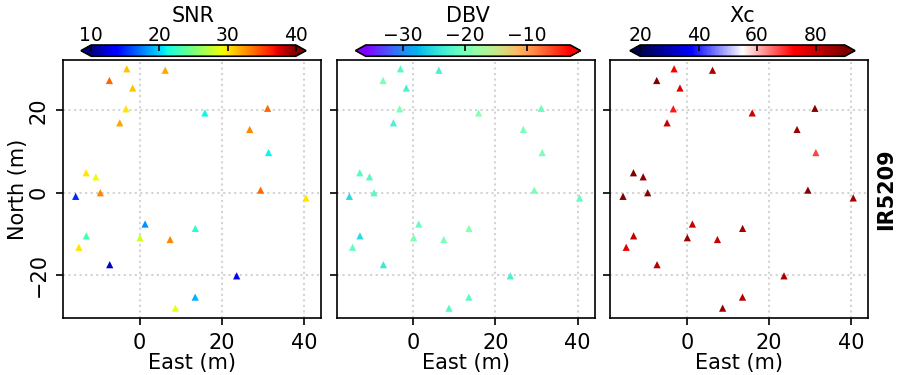 SNR DBV Xc
10 20 30 40 −30 −20 −10 20 40 60 80
20
0
−20
North (m)
IR5209
0 20 40 0 20 40 0 20 40
East (m) East (m) East (m)